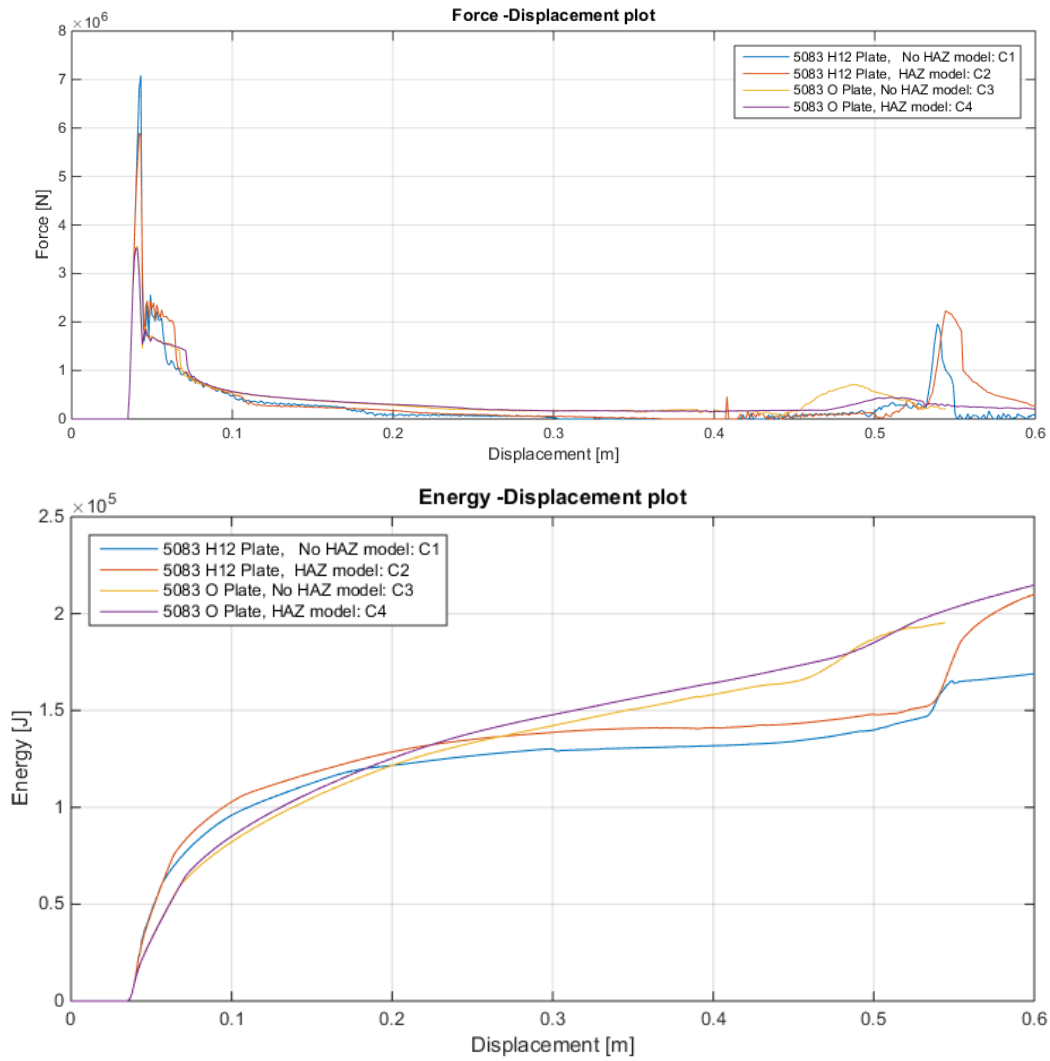 Force -Displacement plot
×10^6
8
7
6
5
4
3
2
1
0
Force [N]
5083 H12 Plate,   No HAZ model: C1
5083 H12 Plate,  HAZ model: C2
5083 O Plate, No HAZ model: C3
5083 O Plate, HAZ model: C4
0 0.1 0.2 0.3 0.4 0.5 0.6
Displacement [m]
Energy -Displacement plot
×10^5
2.5
2
1.5
1
0.5
0
Energy [J]
5083 H12 Plate,   No HAZ model: C1
5083 H12 Plate,  HAZ model: C2
5083 O Plate, No HAZ model: C3
5083 O Plate, HAZ model: C4
0 0.1 0.2 0.3 0.4 0.5 0.6
Displacement [m]